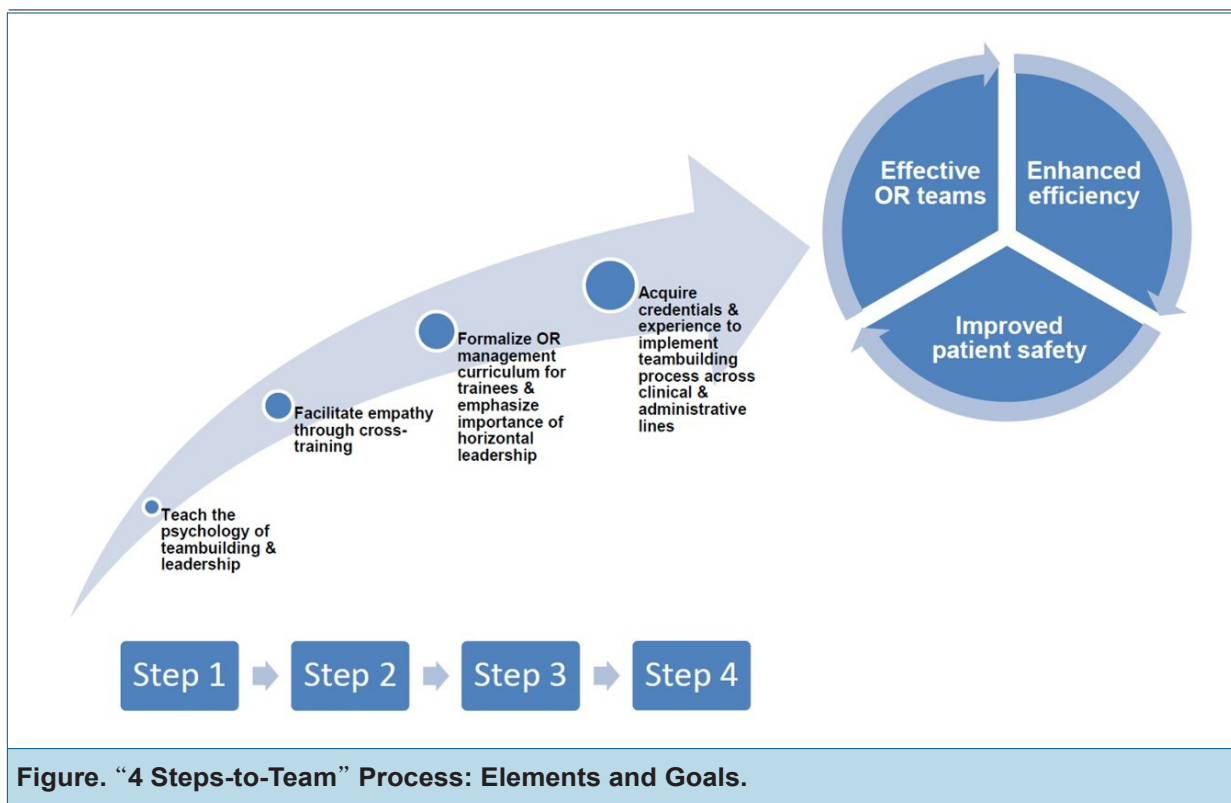 Effective
OR teams
Enhanced
efficiency
Improved
patient safety
Acquire
credentials &
experience to
implement
teambuilding
process across
clinical &
administrative
lines
Formalize OR
management
curriculum for
trainees &
emphasize
importance of
horizontal
leadership
Facilitate empathy
through cross-
training
Teach the
psychology of
teambuilding &
leadership
Step 1
Step 2
Step 3
Step 4
Figure. “4 Steps-to-Team” Process: Elements and Goals.